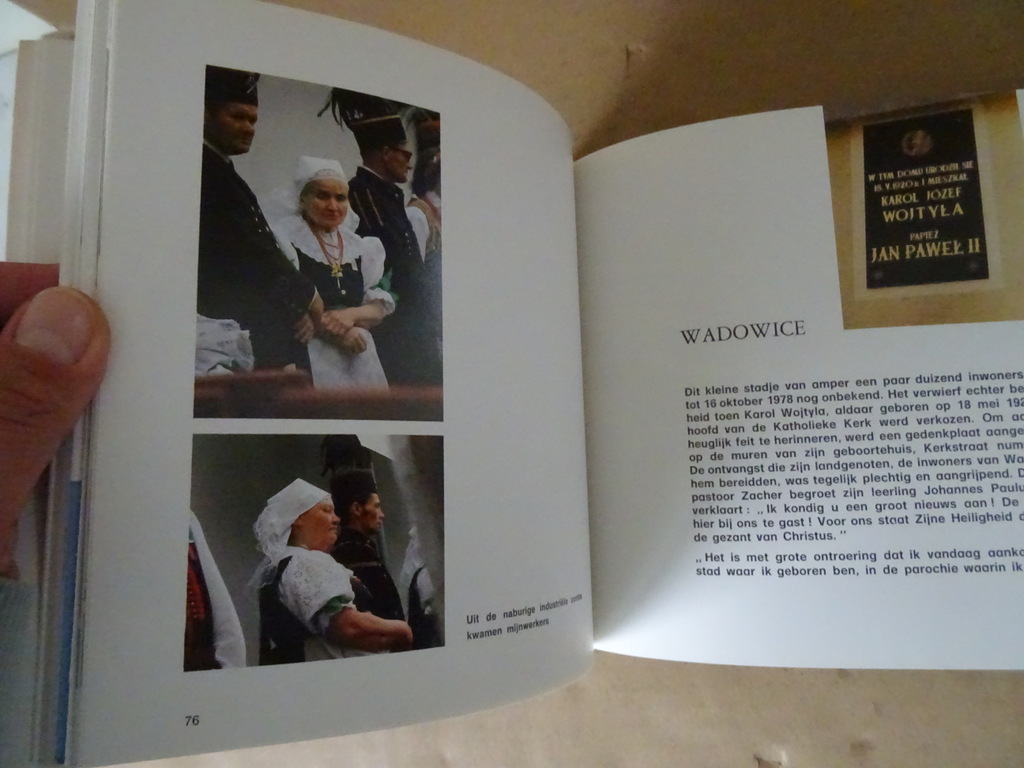 Uit de naburige industriële zones
kwamen mijnwerkers
76
W TYM DOMU URODZIŁ SIĘ
18.V.1920 r. I MIESZKAŁ
KAROL JÓZEF
WOJTYŁA
PAPIEŻ
JAN PAWEŁ II
WADOWICE
Dit kleine stadje van amper een paar duizend inwoners
tot 16 oktober 1978 nog onbekend. Het verwierf echter be
heid toen Karol Wojtyla, aldaar geboren op 18 mei 192
hoofd van de Katholieke Kerk werd verkozen. Om
heuglijk feit te herinneren, werd een gedenkplaat aange
op de muren van zijn geboortehuis, Kerkstraat num
De ontvangst die zijn landgenoten, de inwoners van Wa
hem bereidden, was tegelijk plechtig en aangrijpend. D
pastoor Zacher begroet zijn leerling Johannes Paulu
verklaart : „Ik kondig u een groot nieuws aan ! De
hier bij ons te gast ! Voor ons staat Zijne Heiligheid
de gezant van Christus."
„Het is met grote ontroering dat ik vandaag aanko
stad waar ik geboren ben, in de parochie waarin ik